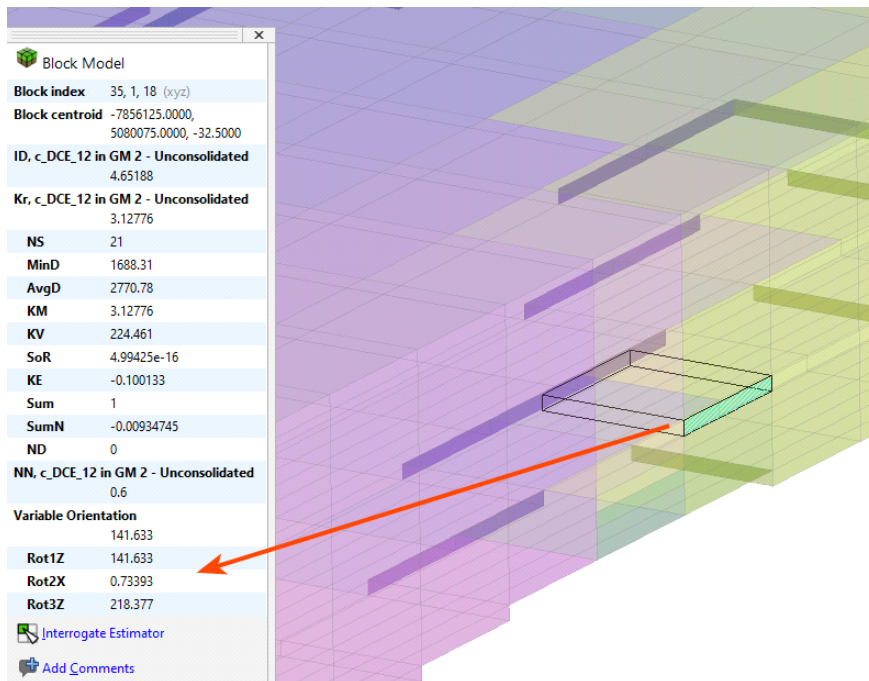 Block Model
Block index 35, 1, 18 (xyz)
Block centroid -7856125.0000,
5080075.0000, -32.5000
ID, c_DCE_12 in GM 2 - Unconsolidated
4.65188
Kr, c_DCE_12 in GM 2 - Unconsolidated
3.12776
NS 21
MinD 1688.31
AvgD 2770.78
KM 3.12776
KV 224.461
SoR 4.99425e-16
KE -0.100133
Sum 1
SumN -0.00934745
ND 0
NN, c_DCE_12 in GM 2 - Unconsolidated
0.6
Variable Orientation
141.633
Rot1Z 141.633
Rot2X 0.73393
Rot3Z 218.377
Interrogate Estimator
Add Comments